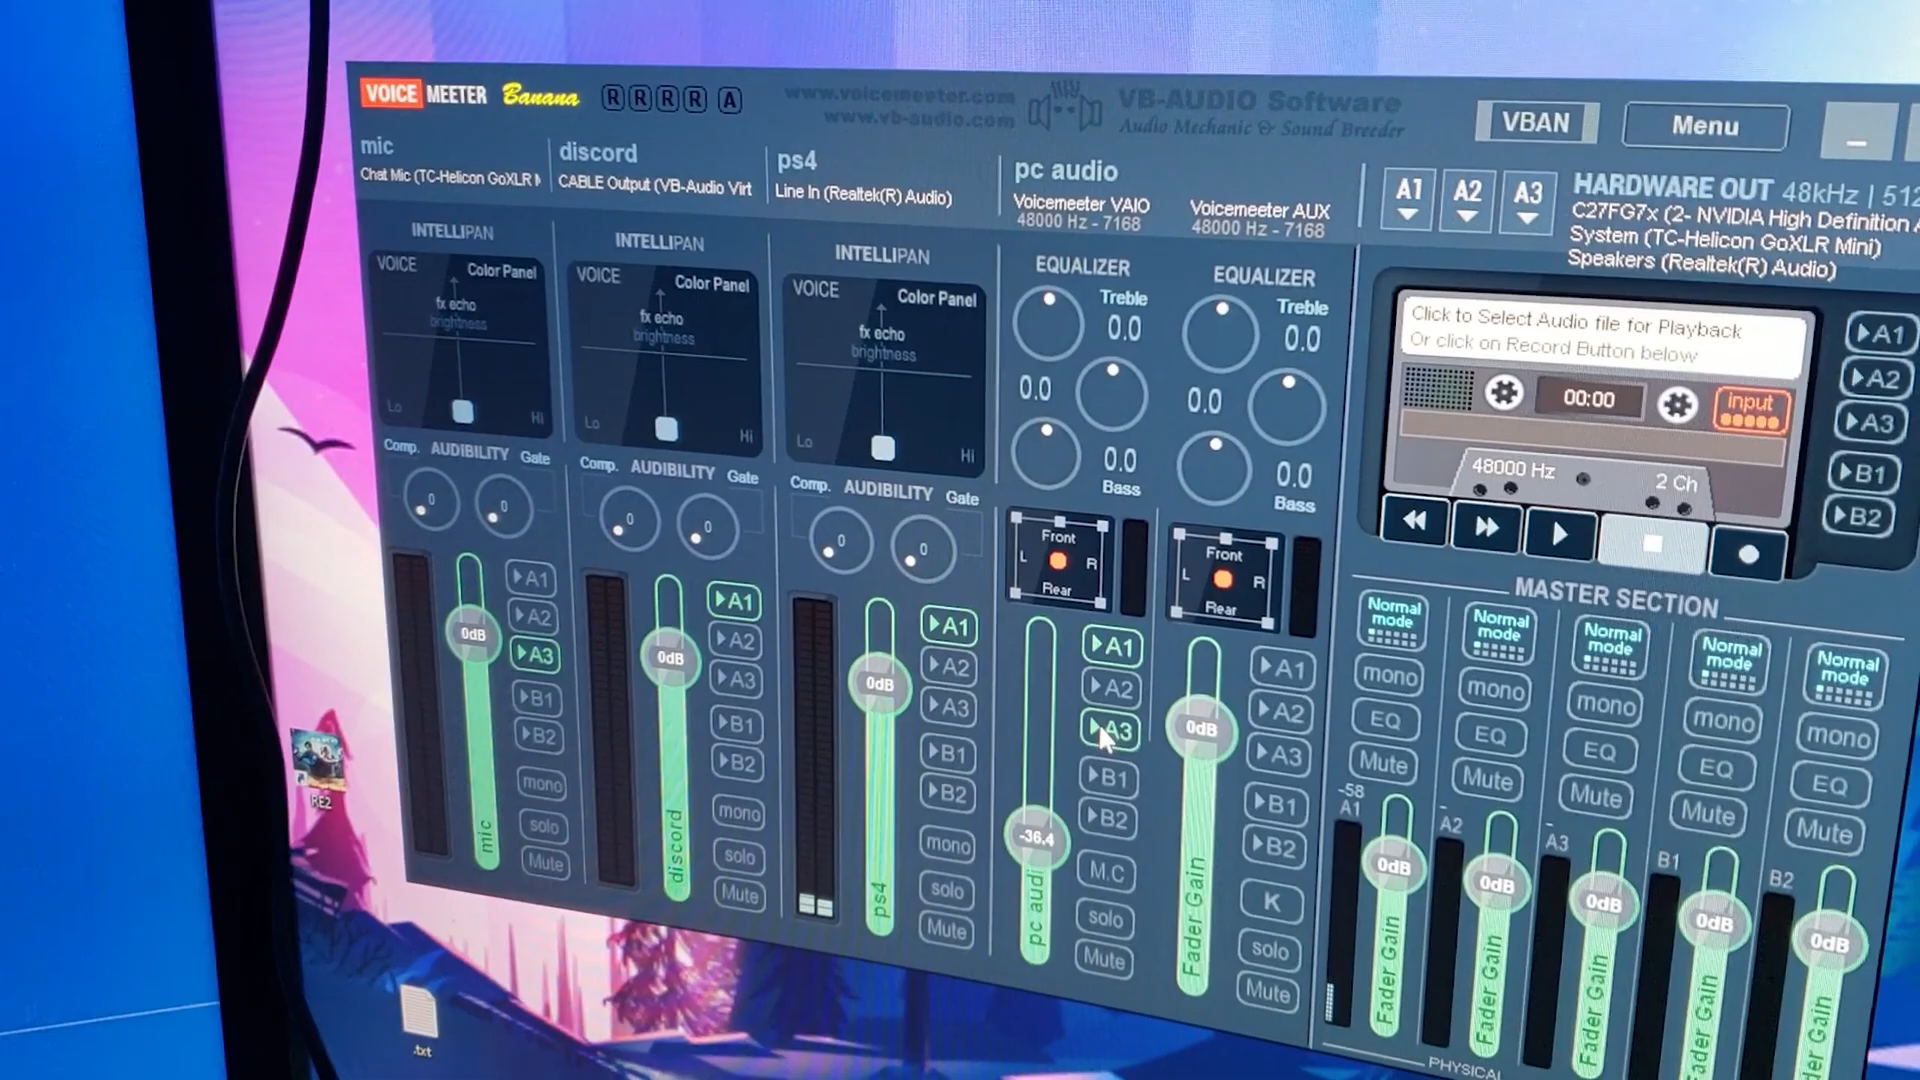 VOICE MEETER Banana R R R R A
www.voicemeeter.com
www.vb-audio.com
VB-AUDIO Software
Audio Mechanic & Sound Breeder
VBAN
Menu
mic
Chat Mic (TC-Helicon GoXLR M
discord
CABLE Output (VB-Audio Virt
ps4
Line In (Realtek(R) Audio)
pc audio
Voicemeeter VAIO
48000 Hz - 7168
Voicemeeter AUX
48000 Hz - 7168
A1 A2 A3
HARDWARE OUT 48kHz | 512
C27FG7x (2- NVIDIA High Definition A
System (TC-Helicon GoXLR Mini)
Speakers (Realtek(R) Audio)
INTELLIPAN
VOICE Color Panel
fx echo
brightness
Lo Hi
Comp. AUDIBILITY Gate
0 0
0dB
mic
A1
A2
A3
B1
B2
mono
solo
Mute
INTELLIPAN
VOICE Color Panel
fx echo
brightness
Lo Hi
Comp. AUDIBILITY Gate
0 0
0dB
discord
A1
A2
A3
B1
B2
mono
solo
Mute
INTELLIPAN
VOICE Color Panel
fx echo
brightness
Lo Hi
Comp. AUDIBILITY Gate
0 0
0dB
ps4
A1
A2
A3
B1
B2
mono
solo
Mute
EQUALIZER
Treble
0.0
0.0
0.0
Bass
Front
L R
Rear
-36.4
pc audi
A1
A2
A3
B1
B2
M.C
solo
Mute
EQUALIZER
Treble
0.0
0.0
0.0
Bass
Front
L R
Rear
0dB
Fader Gain
A1
A2
A3
B1
B2
K
solo
Mute
Click to Select Audio file for Playback
Or click on Record Button below
00:00
input
48000 Hz 2 Ch
A1
A2
A3
B1
B2
MASTER SECTION
Normal mode
mono
EQ
Mute
-58
A1
0dB
Fader Gain
Normal mode
mono
EQ
Mute
-
A2
0dB
Fader Gain
Normal mode
mono
EQ
Mute
-
A3
0dB
Fader Gain
Normal mode
mono
EQ
Mute
B1
0dB
Fader Gain
Normal mode
mono
EQ
Mute
B2
0dB
der Gain
PHYSICAL
RE2
.txt